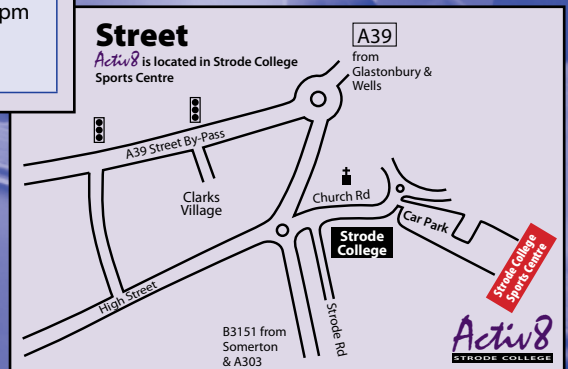 pm
Street
Activ8 is located in Strode College
Sports Centre
A39
from
Glastonbury &
Wells
A39 Street By-Pass
Clarks
Village
Church Rd
Car Park
Strode
College
Strode College
Sports Centre
High Street
Strode Rd
B3151 from
Somerton
& A303
Activ8
STRODE COLLEGE